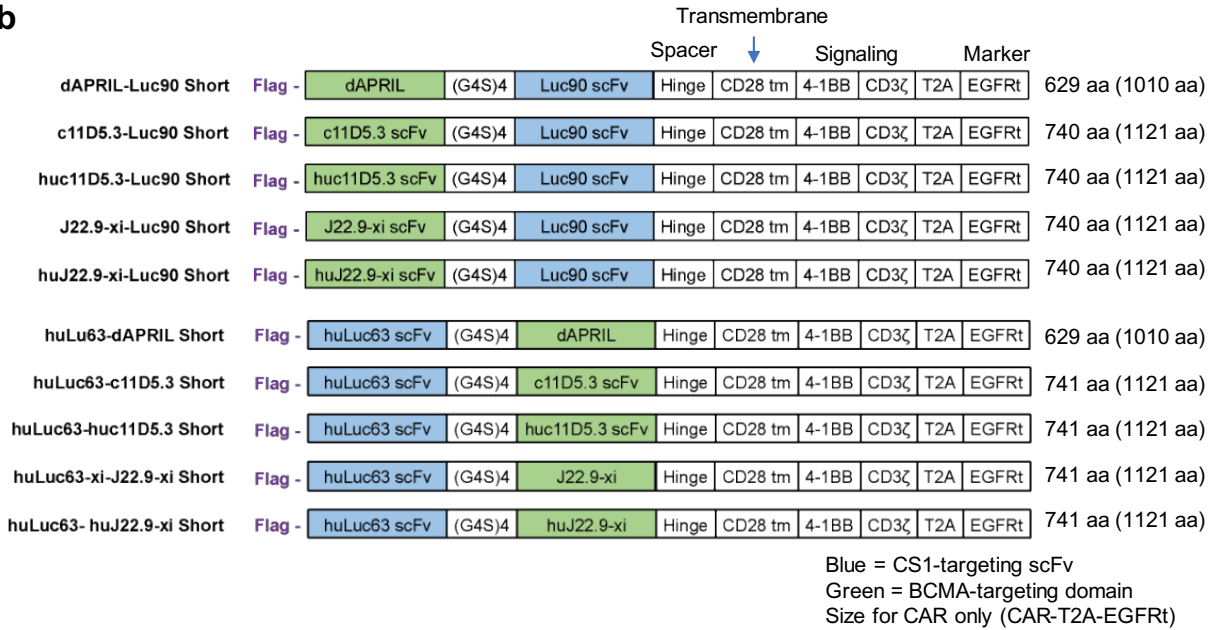 b
Transmembrane
Spacer Signaling Marker
dAPRIL-Luc90 Short Flag - dAPRIL (G4S)4 Luc90 scFv Hinge CD28 tm 4-1BB CD3ζ T2A EGFRt 629 aa (1010 aa)
c11D5.3-Luc90 Short Flag - c11D5.3 scFv (G4S)4 Luc90 scFv Hinge CD28 tm 4-1BB CD3ζ T2A EGFRt 740 aa (1121 aa)
huc11D5.3-Luc90 Short Flag - huc11D5.3 scFv (G4S)4 Luc90 scFv Hinge CD28 tm 4-1BB CD3ζ T2A EGFRt 740 aa (1121 aa)
J22.9-xi-Luc90 Short Flag - J22.9-xi scFv (G4S)4 Luc90 scFv Hinge CD28 tm 4-1BB CD3ζ T2A EGFRt 740 aa (1121 aa)
huJ22.9-xi-Luc90 Short Flag - huJ22.9-xi scFv (G4S)4 Luc90 scFv Hinge CD28 tm 4-1BB CD3ζ T2A EGFRt 740 aa (1121 aa)
huLu63-dAPRIL Short Flag - huLuc63 scFv (G4S)4 dAPRIL Hinge CD28 tm 4-1BB CD3ζ T2A EGFRt 629 aa (1010 aa)
huLuc63-c11D5.3 Short Flag - huLuc63 scFv (G4S)4 c11D5.3 scFv Hinge CD28 tm 4-1BB CD3ζ T2A EGFRt 741 aa (1121 aa)
huLuc63-huc11D5.3 Short Flag - huLuc63 scFv (G4S)4 huc11D5.3 scFv Hinge CD28 tm 4-1BB CD3ζ T2A EGFRt 741 aa (1121 aa)
huLuc63-xi-J22.9-xi Short Flag - huLuc63 scFv (G4S)4 J22.9-xi Hinge CD28 tm 4-1BB CD3ζ T2A EGFRt 741 aa (1121 aa)
huLuc63- huJ22.9-xi Short Flag - huLuc63 scFv (G4S)4 huJ22.9-xi Hinge CD28 tm 4-1BB CD3ζ T2A EGFRt 741 aa (1121 aa)
Blue = CS1-targeting scFv
Green = BCMA-targeting domain
Size for CAR only (CAR-T2A-EGFRt)